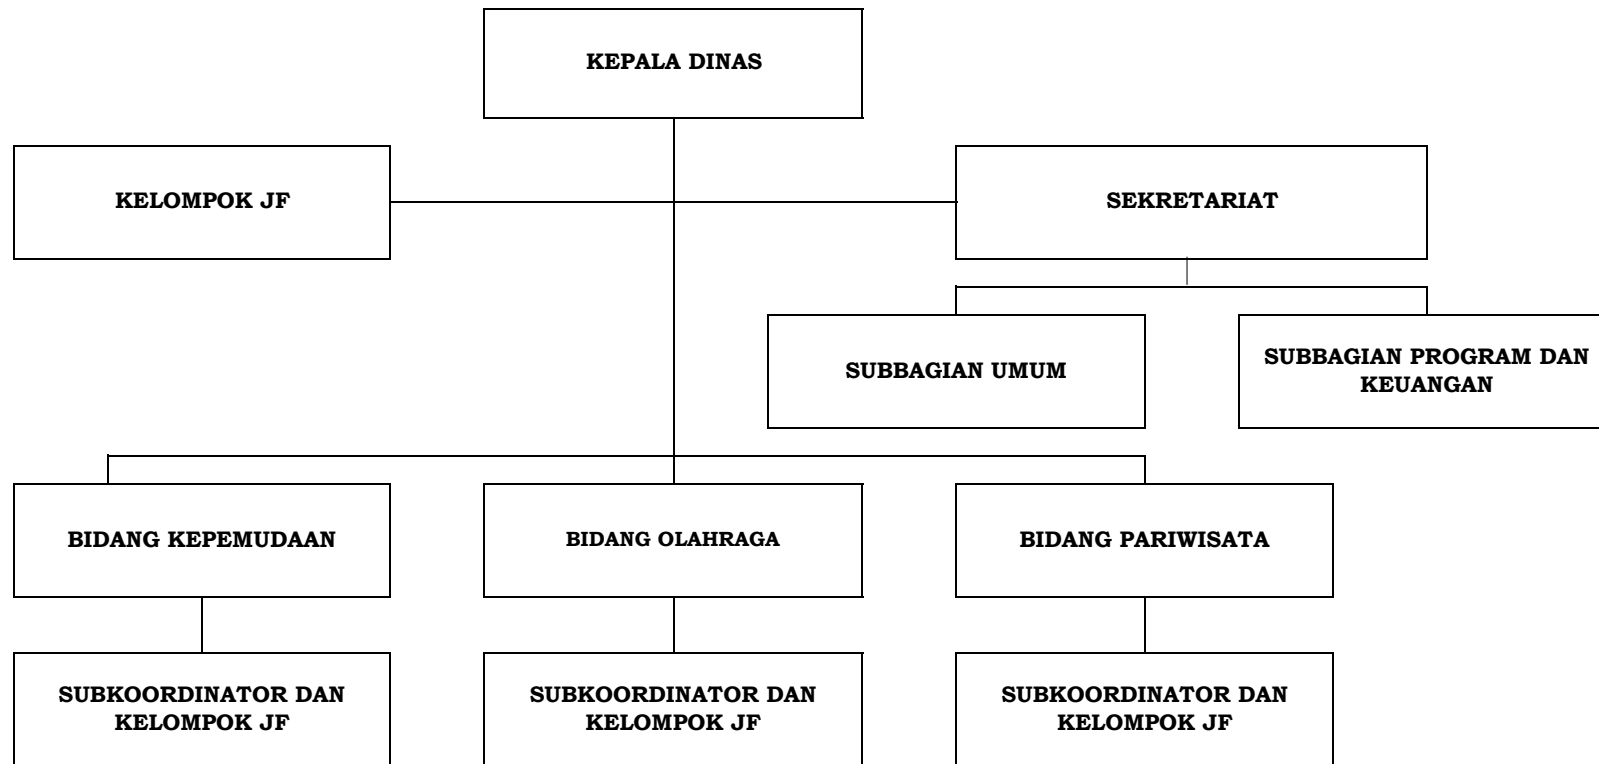 KEPALA DINAS
KELOMPOK JF
SEKRETARIAT
SUBBAGIAN UMUM
SUBBAGIAN PROGRAM DAN
KEUANGAN
BIDANG KEPEMUDAAN
BIDANG OLAHRAGA
BIDANG PARIWISATA
SUBKOORDINATOR DAN
KELOMPOK JF
SUBKOORDINATOR DAN
KELOMPOK JF
SUBKOORDINATOR DAN
KELOMPOK JF